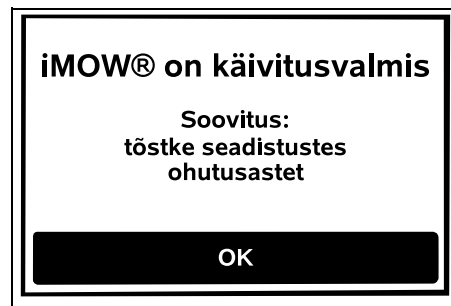 iMOW® on käivitusvalmis
Soovitus:
tõstke seadistustes
ohutusastet
OK